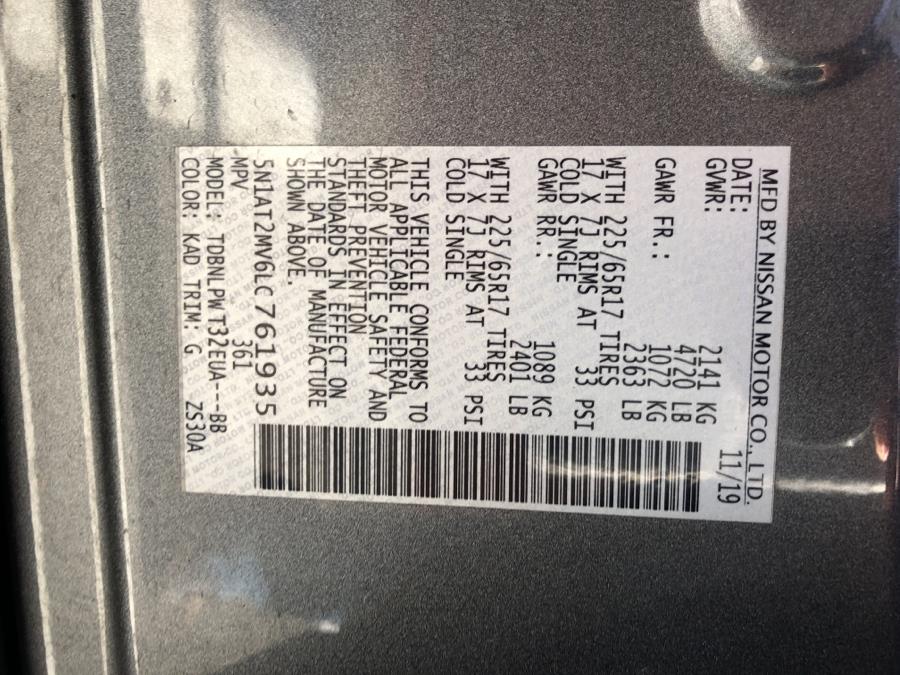 MFD BY NISSAN MOTOR CO., LTD.
DATE: 11/19
GVWR: 2141 KG
4720 LB
GAWR FR.: 1072 KG
2363 LB
WITH 225/65R17 TIRES
17 X 7J RIMS AT 33 PSI
COLD SINGLE
GAWR RR.: 1089 KG
2401 LB
WITH 225/65R17 TIRES
17 X 7J RIMS AT 33 PSI
COLD SINGLE
THIS VEHICLE CONFORMS TO
ALL APPLICABLE FEDERAL
MOTOR VEHICLE SAFETY AND
THEFT PREVENTION
STANDARDS IN EFFECT ON
THE DATE OF MANUFACTURE
SHOWN ABOVE.
5N1AT2MV6LC761935
MPV 361
MODEL: TDBNLPWT32EUA---BB
COLOR: KAD TRIM: G ZS30A